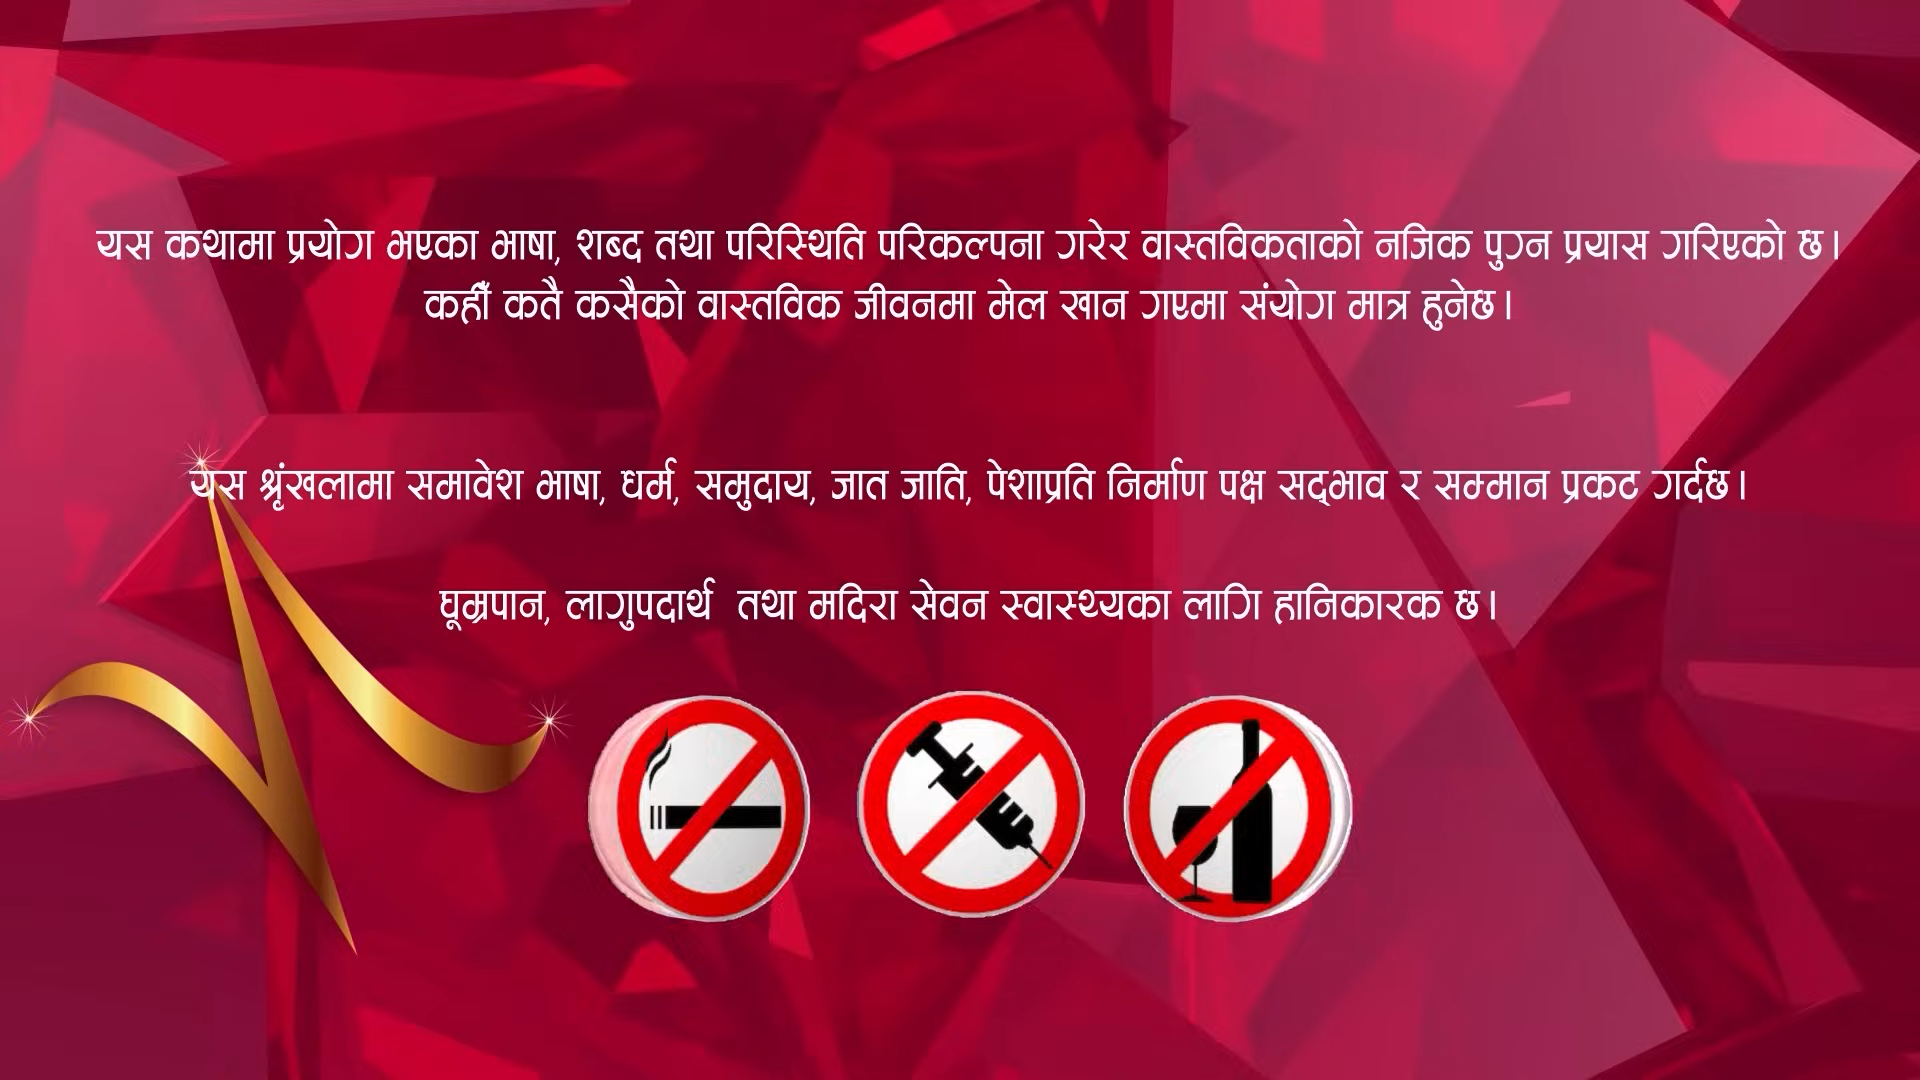 यस कथामा प्रयोग भएका भाषा, शब्द तथा परिस्थिति परिकल्पना गरेर वास्तविकताको नजिक पुग्न प्रयास गरिएको छ।
कहीँ कतै कसैको वास्तविक जीवनमा मेल खान गएमा संयोग मात्र हुनेछ।
यस श्रृंखलामा समावेश भाषा, धर्म, समुदाय, जात जाति, पेशाप्रति निर्माण पक्ष सद्‍भाव र सम्मान प्रकट गर्दछ।
घूम्रपान, लागुपदार्थ तथा मदिरा सेवन स्वास्थ्यका लागि हानिकारक छ।